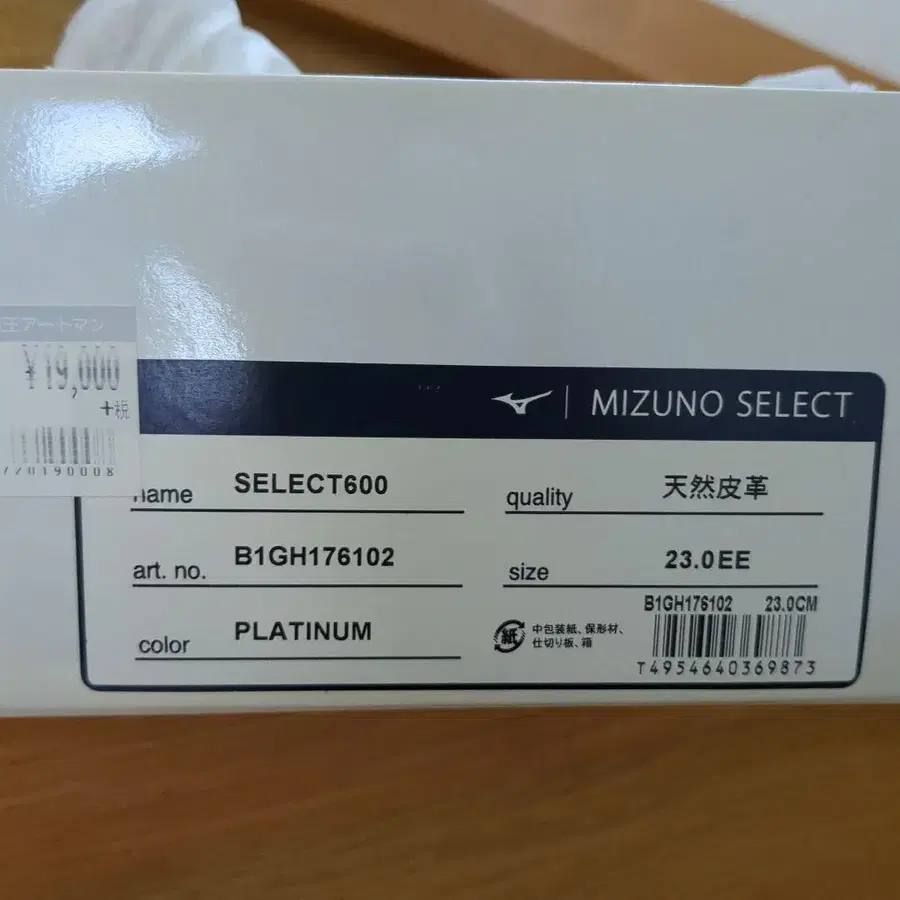 王アートマン
¥19,000
+税
720190008
MIZUNO SELECT
name SELECT600
quality 天然皮革
art. no. B1GH176102
size 23.0EE
color PLATINUM
B1GH176102 23.0CM
紙 中包装紙、保形材、
仕切り板、箱
T4954640369873